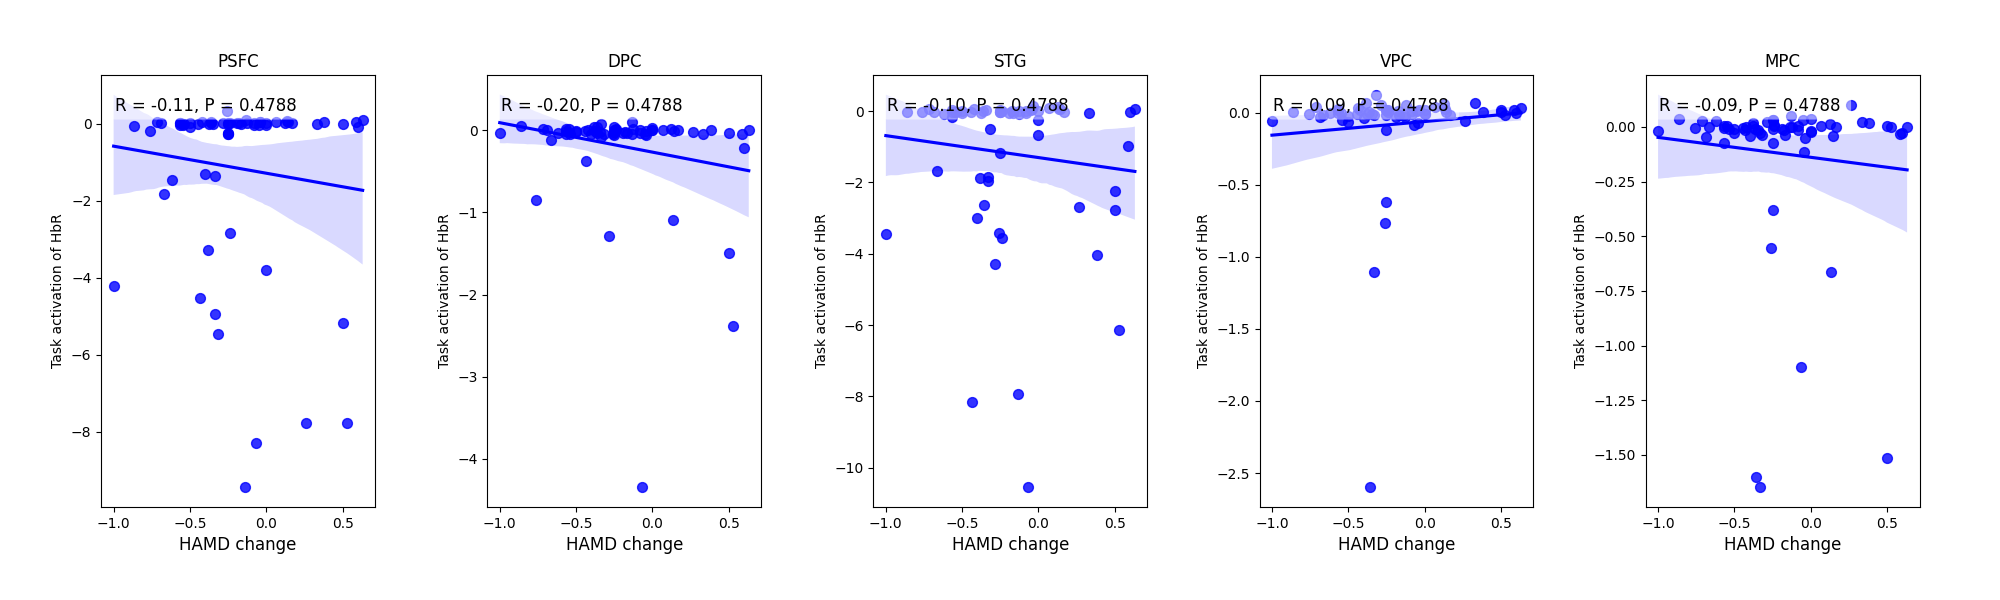 PSFC
R = -0.11, P = 0.4788
Task activation of HbR
0
−2
−4
−6
−8
−1.0 −0.5 0.0 0.5
HAMD change
DPC
R = -0.20, P = 0.4788
Task activation of HbR
0
−1
−2
−3
−4
−1.0 −0.5 0.0 0.5
HAMD change
STG
R = -0.10, P = 0.4788
Task activation of HbR
0
−2
−4
−6
−8
−10
−1.0 −0.5 0.0 0.5
HAMD change
VPC
R = 0.09, P = 0.4788
Task activation of HbR
0.0
−0.5
−1.0
−1.5
−2.0
−2.5
−1.0 −0.5 0.0 0.5
HAMD change
MPC
R = -0.09, P = 0.4788
Task activation of HbR
0.00
−0.25
−0.50
−0.75
−1.00
−1.25
−1.50
−1.0 −0.5 0.0 0.5
HAMD change